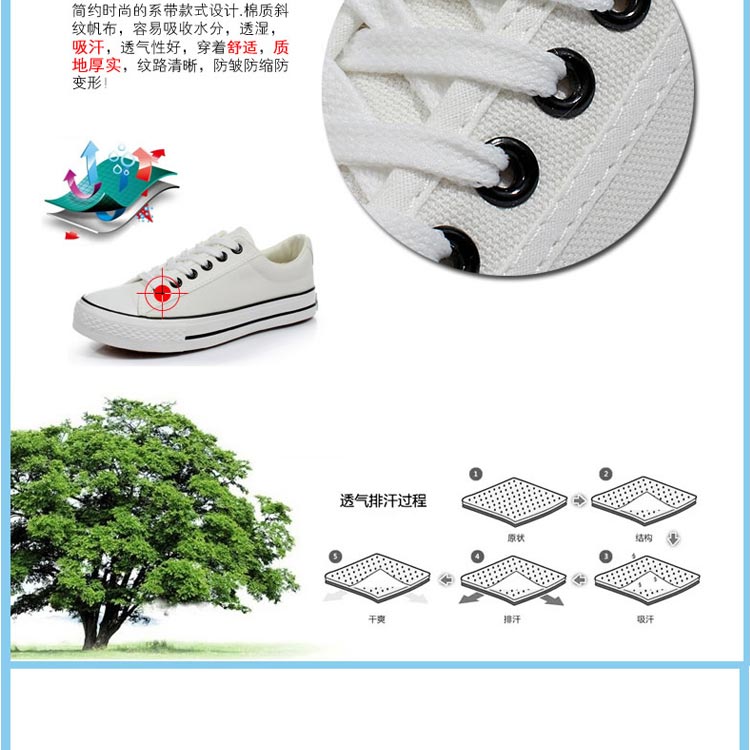 简约时尚的系带款式设计.棉质斜
纹帆布，容易吸收水分，透湿，
吸汗，透气性好，穿着舒适，质
地厚实，纹路清晰，防皱防缩防
变形!
透气排汗过程
1
2
原状
结构
5
4
3
干爽
排汗
吸汗